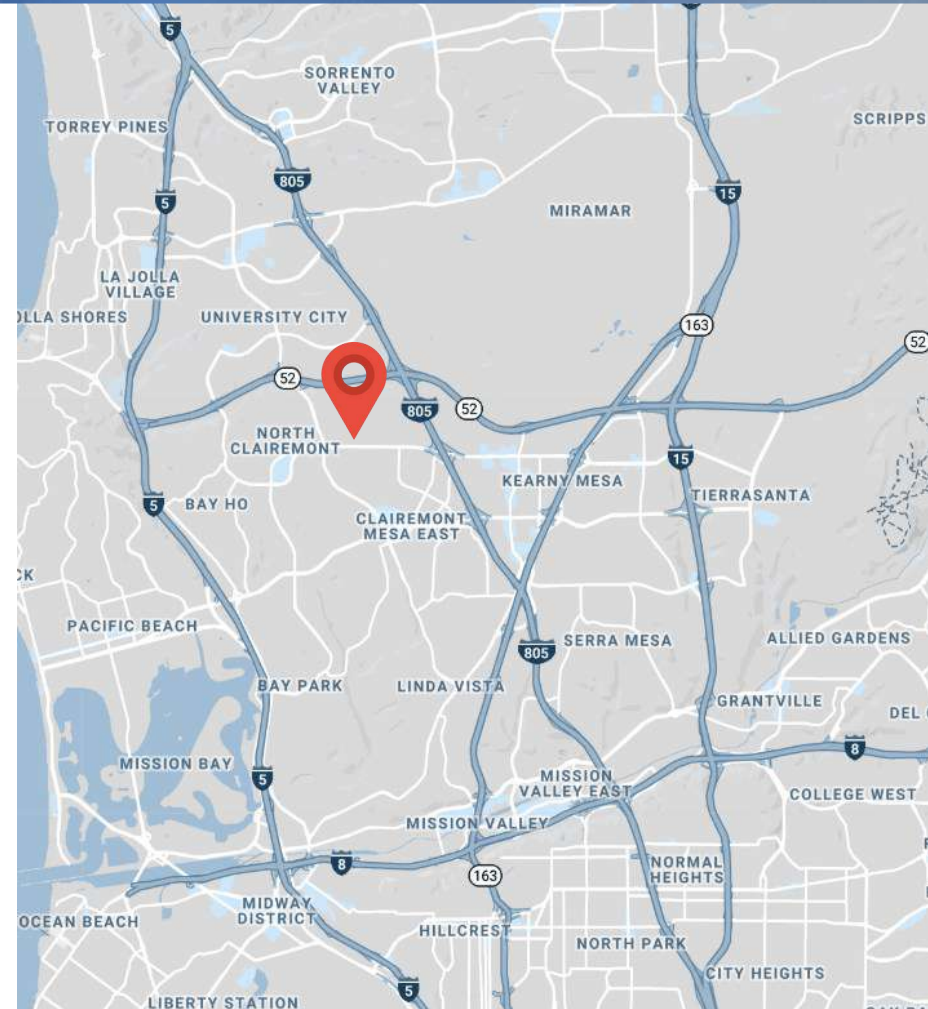 5
SORRENTO
VALLEY
TORREY PINES
SCRIPPS
805
5
15
MIRAMAR
LA JOLLA
VILLAGE
OLLA SHORES
UNIVERSITY CITY
163
52
52
805
52
NORTH
CLAIREMONT
15
KEARNY MESA
TIERRASANTA
5
BAY HO
CLAIREMONT
MESA EAST
CK
PACIFIC BEACH
805
SERRA MESA
ALLIED GARDENS
BAY PARK
LINDA VISTA
GRANTVILLE
DEL
8
MISSION BAY
5
MISSION
VALLEY EAST
COLLEGE WEST
MISSION VALLEY
8
163
NORMAL
HEIGHTS
MIDWAY
DISTRICT
OCEAN BEACH
HILLCREST
NORTH PARK
CITY HEIGHTS
5
LIBERTY STATION